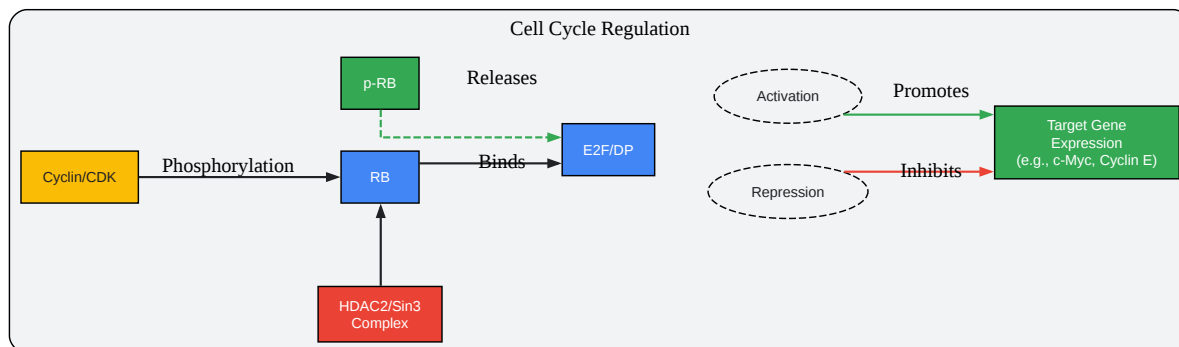 Cell Cycle Regulation
p-RB
Releases
Activation
Promotes
Target Gene
Expression
(e.g., c-Myc, Cyclin E)
E2F/DP
Cyclin/CDK
Phosphorylation
RB
Binds
Repression
Inhibits
HDAC2/Sin3
Complex